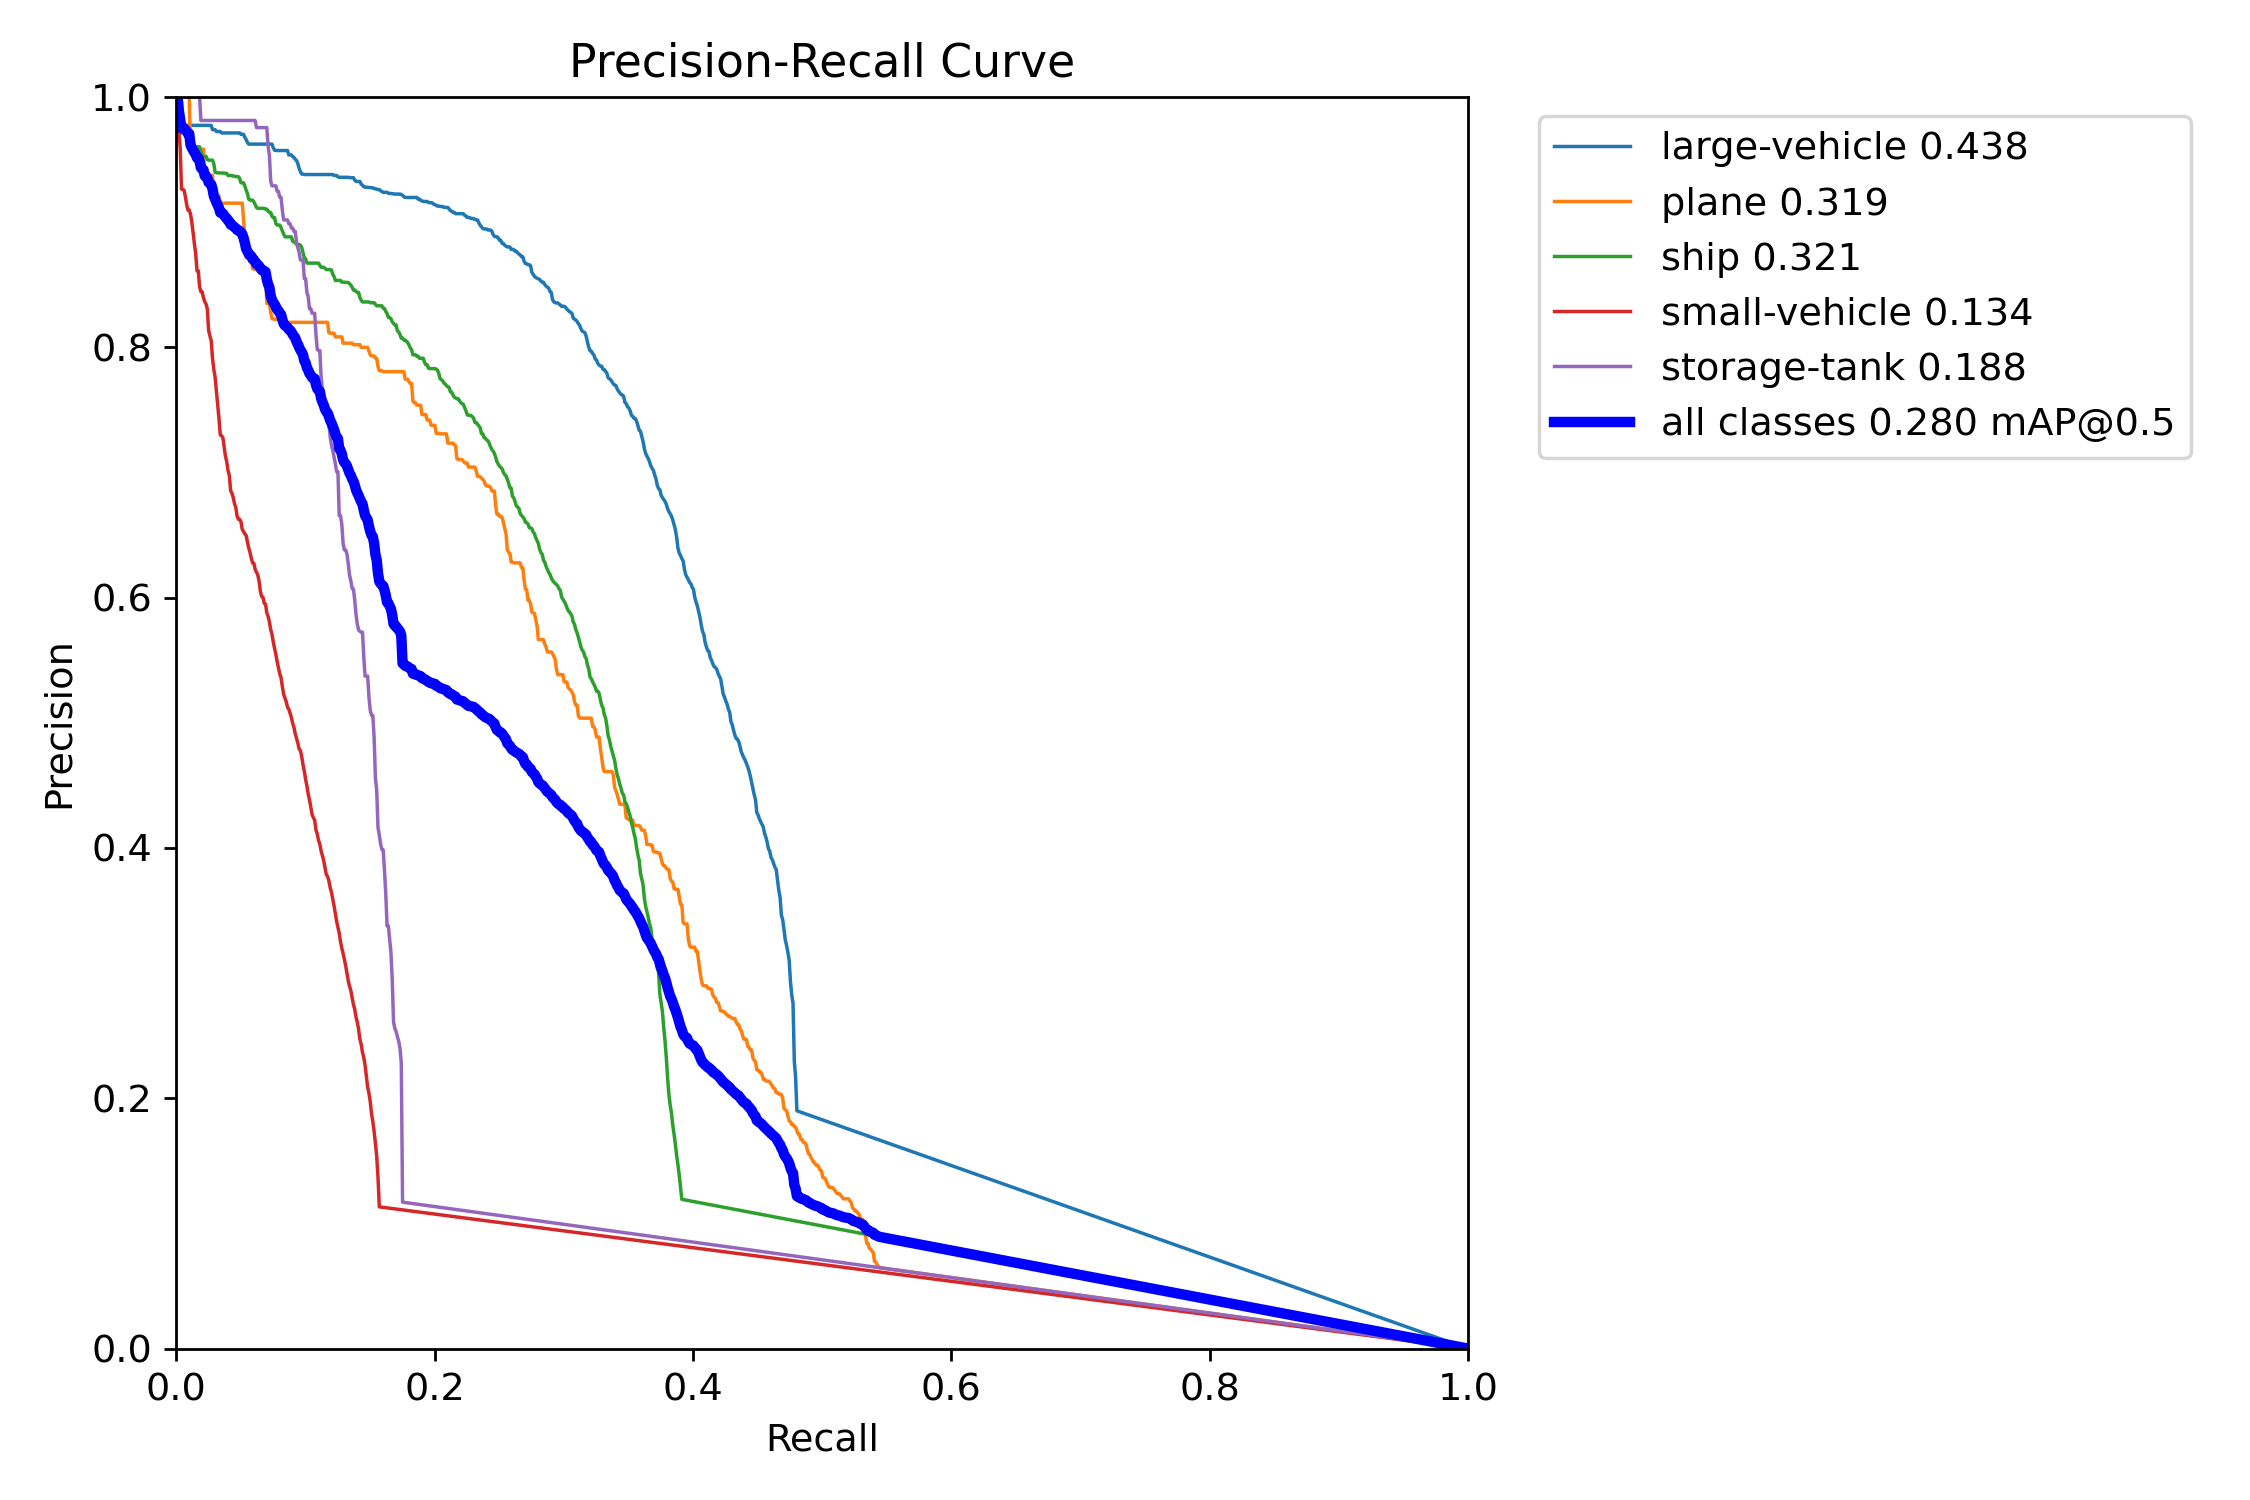 Precision-Recall Curve
1.0
0.8
0.6
0.4
0.2
0.0
Precision
0.0 0.2 0.4 0.6 0.8 1.0
Recall
large-vehicle 0.438
plane 0.319
ship 0.321
small-vehicle 0.134
storage-tank 0.188
all classes 0.280 mAP@0.5